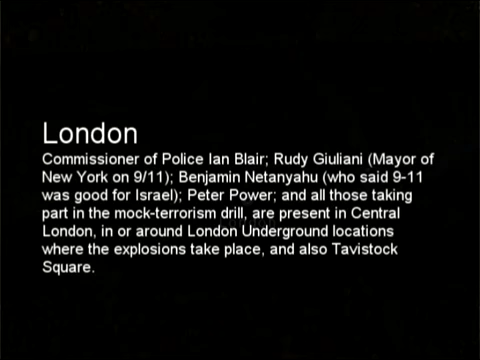 London
Commissioner of Police Ian Blair; Rudy Giuliani (Mayor of
New York on 9/11); Benjamin Netanyahu (who said 9-11
was good for Israel); Peter Power; and all those taking
part in the mock-terrorism drill, are present in Central
London, in or around London Underground locations
where the explosions take place, and also Tavistock
Square.